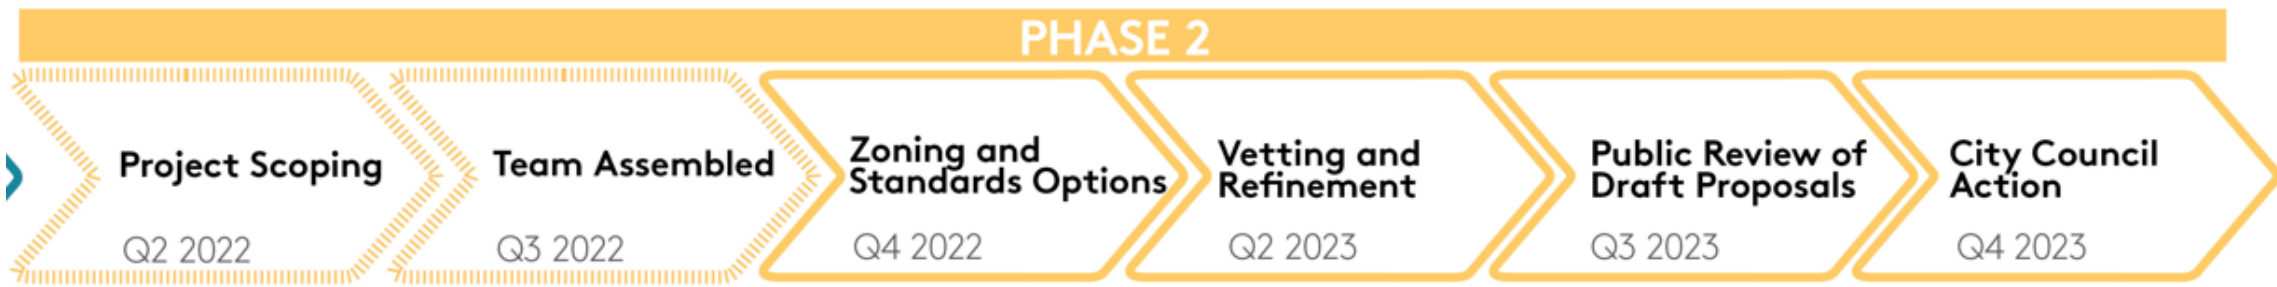 PHASE 2
Project Scoping
Q2 2022
Team Assembled
Q3 2022
Zoning and
Standards Options
Q4 2022
Vetting and
Refinement
Q2 2023
Public Review of
Draft Proposals
Q3 2023
City Council
Action
Q4 2023